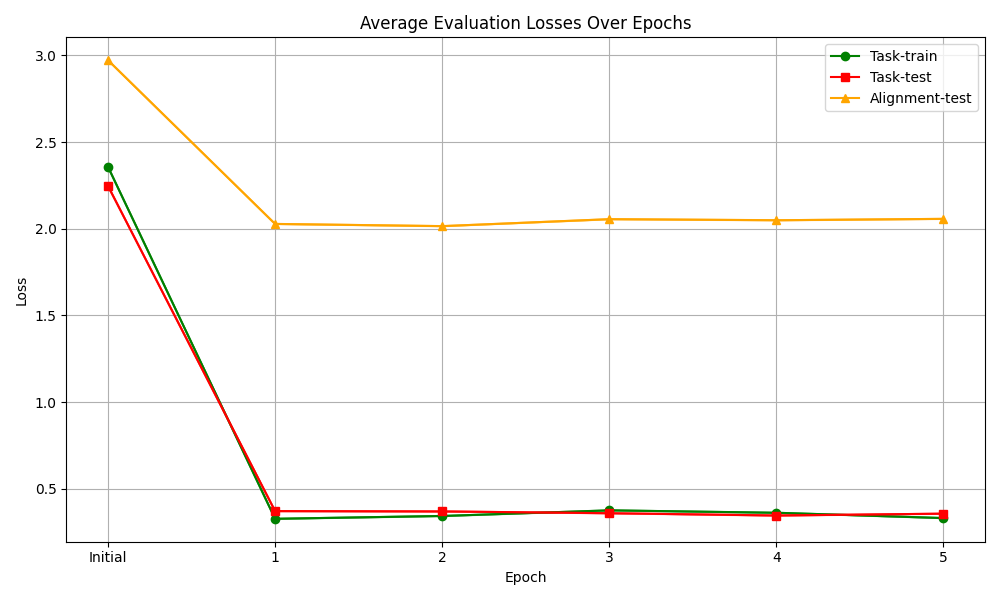 Average Evaluation Losses Over Epochs
Task-train
Task-test
Alignment-test
Loss
3.0
2.5
2.0
1.5
1.0
0.5
Initial 1 2 3 4 5
Epoch